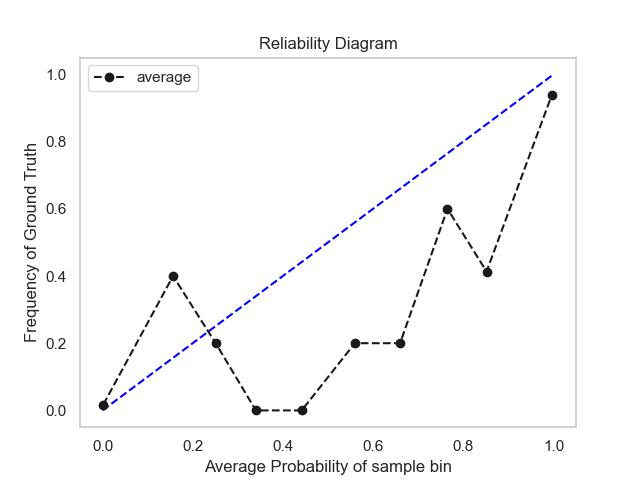 Reliability Diagram
average
Frequency of Ground Truth
1.0
0.8
0.6
0.4
0.2
0.0
0.0 0.2 0.4 0.6 0.8 1.0
Average Probability of sample bin